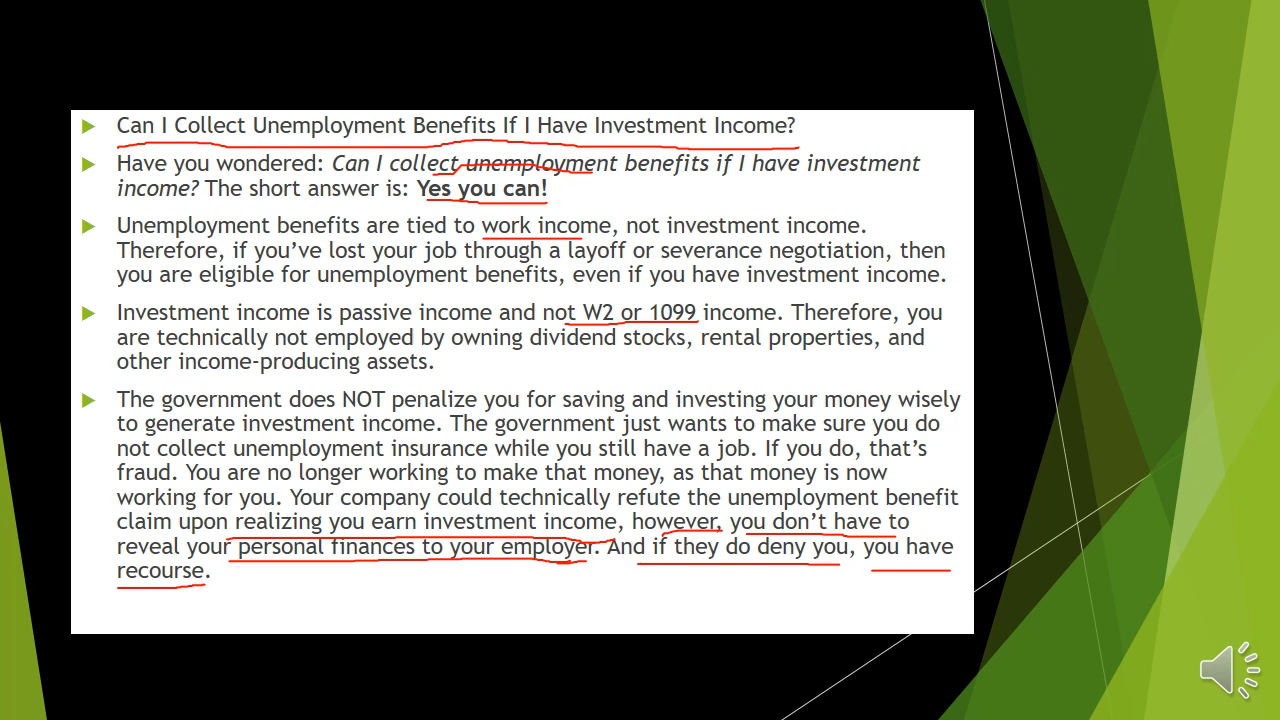 Can I Collect Unemployment Benefits If I Have Investment Income?
Have you wondered: Can I collect unemployment benefits if I have investment
income? The short answer is: Yes you can!
Unemployment benefits are tied to work income, not investment income.
Therefore, if you’ve lost your job through a layoff or severance negotiation, then
you are eligible for unemployment benefits, even if you have investment income.
Investment income is passive income and not W2 or 1099 income. Therefore, you
are technically not employed by owning dividend stocks, rental properties, and
other income-producing assets.
The government does NOT penalize you for saving and investing your money wisely
to generate investment income. The government just wants to make sure you do
not collect unemployment insurance while you still have a job. If you do, that’s
fraud. You are no longer working to make that money, as that money is now
working for you. Your company could technically refute the unemployment benefit
claim upon realizing you earn investment income, however, you don’t have to
reveal your personal finances to your employer. And if they do deny you, you have
recourse.